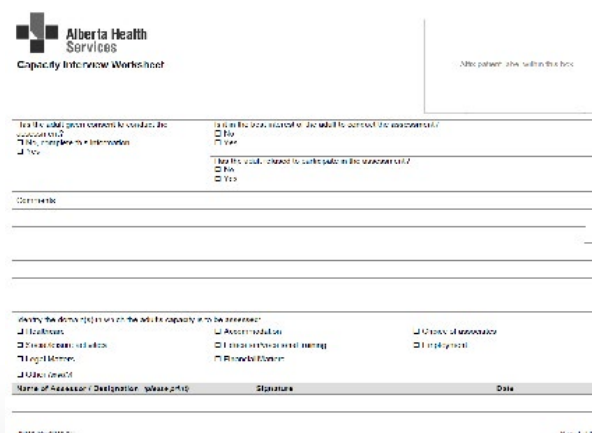 Alberta Health
Services
Capacity Interview Worksheet
Affix patient label within this box
Has the adult given consent to conduct the
assessment?
No, complete this information
Yes
Is it in the best interest of the adult to conduct the assessment?
No
Yes
Has the adult refused to participate in the assessment?
No
Yes
Comments
Identify the domain(s) in which the adult's capacity is to be assessed:
Healthcare
Accommodation
Choice of associates
Social/leisure activities
Education/vocational training
Employment
Legal Matters
Financial Matters
Other
Name of Assessor / Designation (please print)
Signature
Date